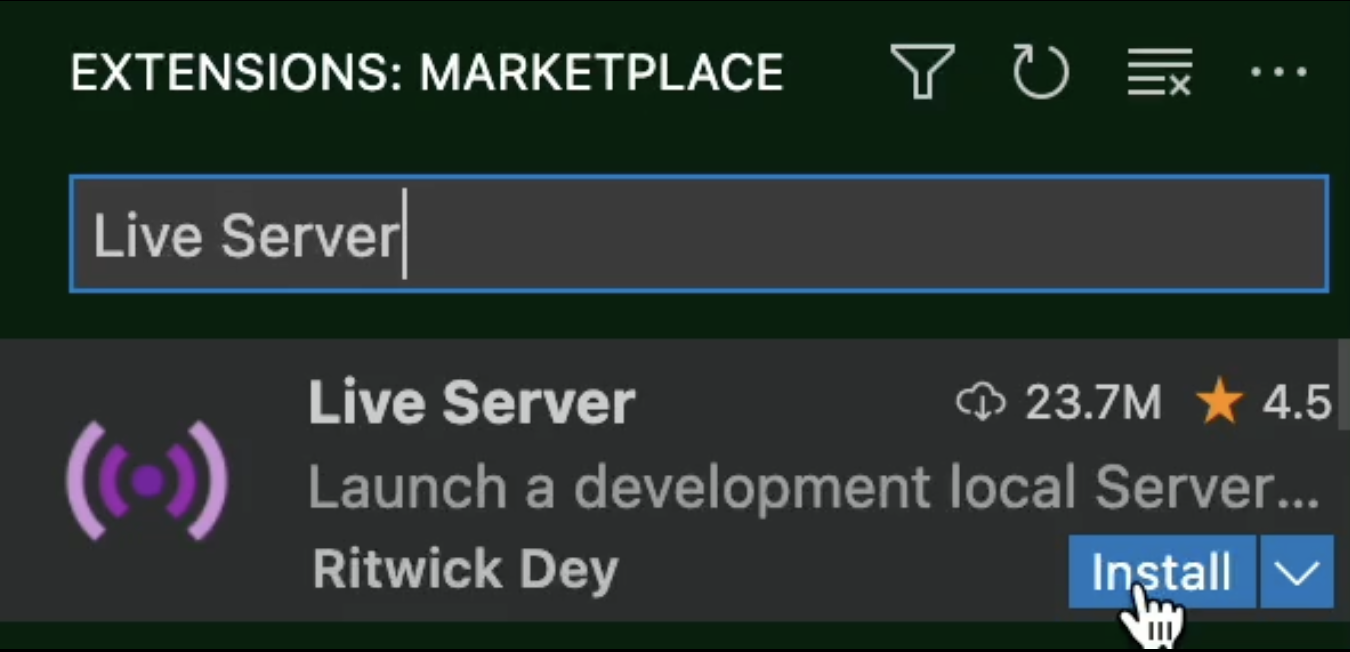 EXTENSIONS: MARKETPLACE
Live Server
Live Server 23.7M 4.5
Launch a development local Server...
Ritwick Dey Install